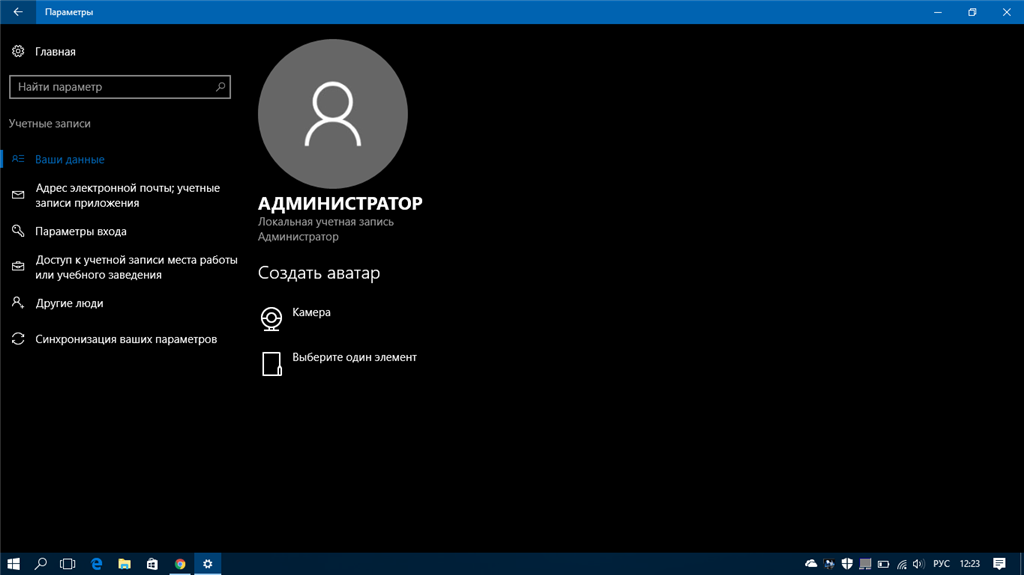 Параметры
Главная
Найти параметр
Учетные записи
Ваши данные
Адрес электронной почты; учетные
записи приложения
Параметры входа
Доступ к учетной записи места работы
или учебного заведения
Другие люди
Синхронизация ваших параметров
АДМИНИСТРАТОР
Локальная учетная запись
Администратор
Создать аватар
Камера
Выберите один элемент
РУС 12:23